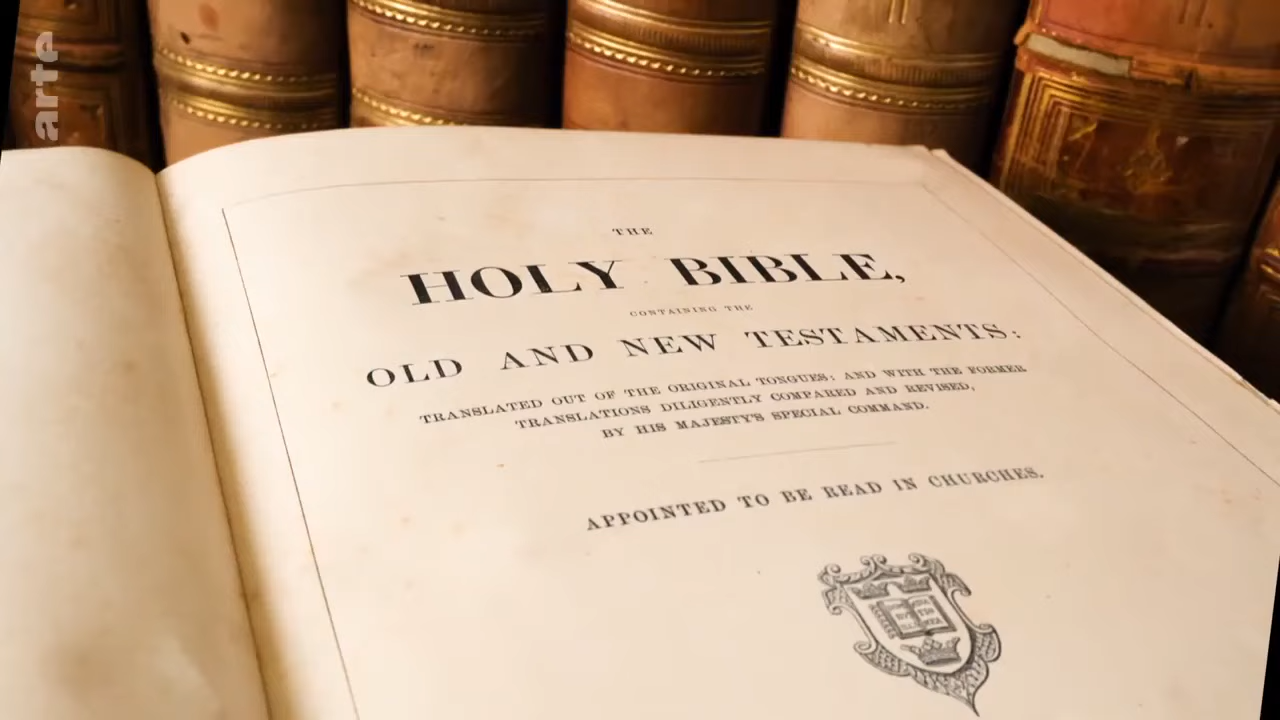 arte
THE
HOLY BIBLE,
CONTAINING THE
OLD AND NEW TESTAMENTS:
TRANSLATED OUT OF THE ORIGINAL TONGUES: AND WITH THE FORMER
TRANSLATIONS DILIGENTLY COMPARED AND REVISED,
BY HIS MAJESTY'S SPECIAL COMMAND.
APPOINTED TO BE READ IN CHURCHES.